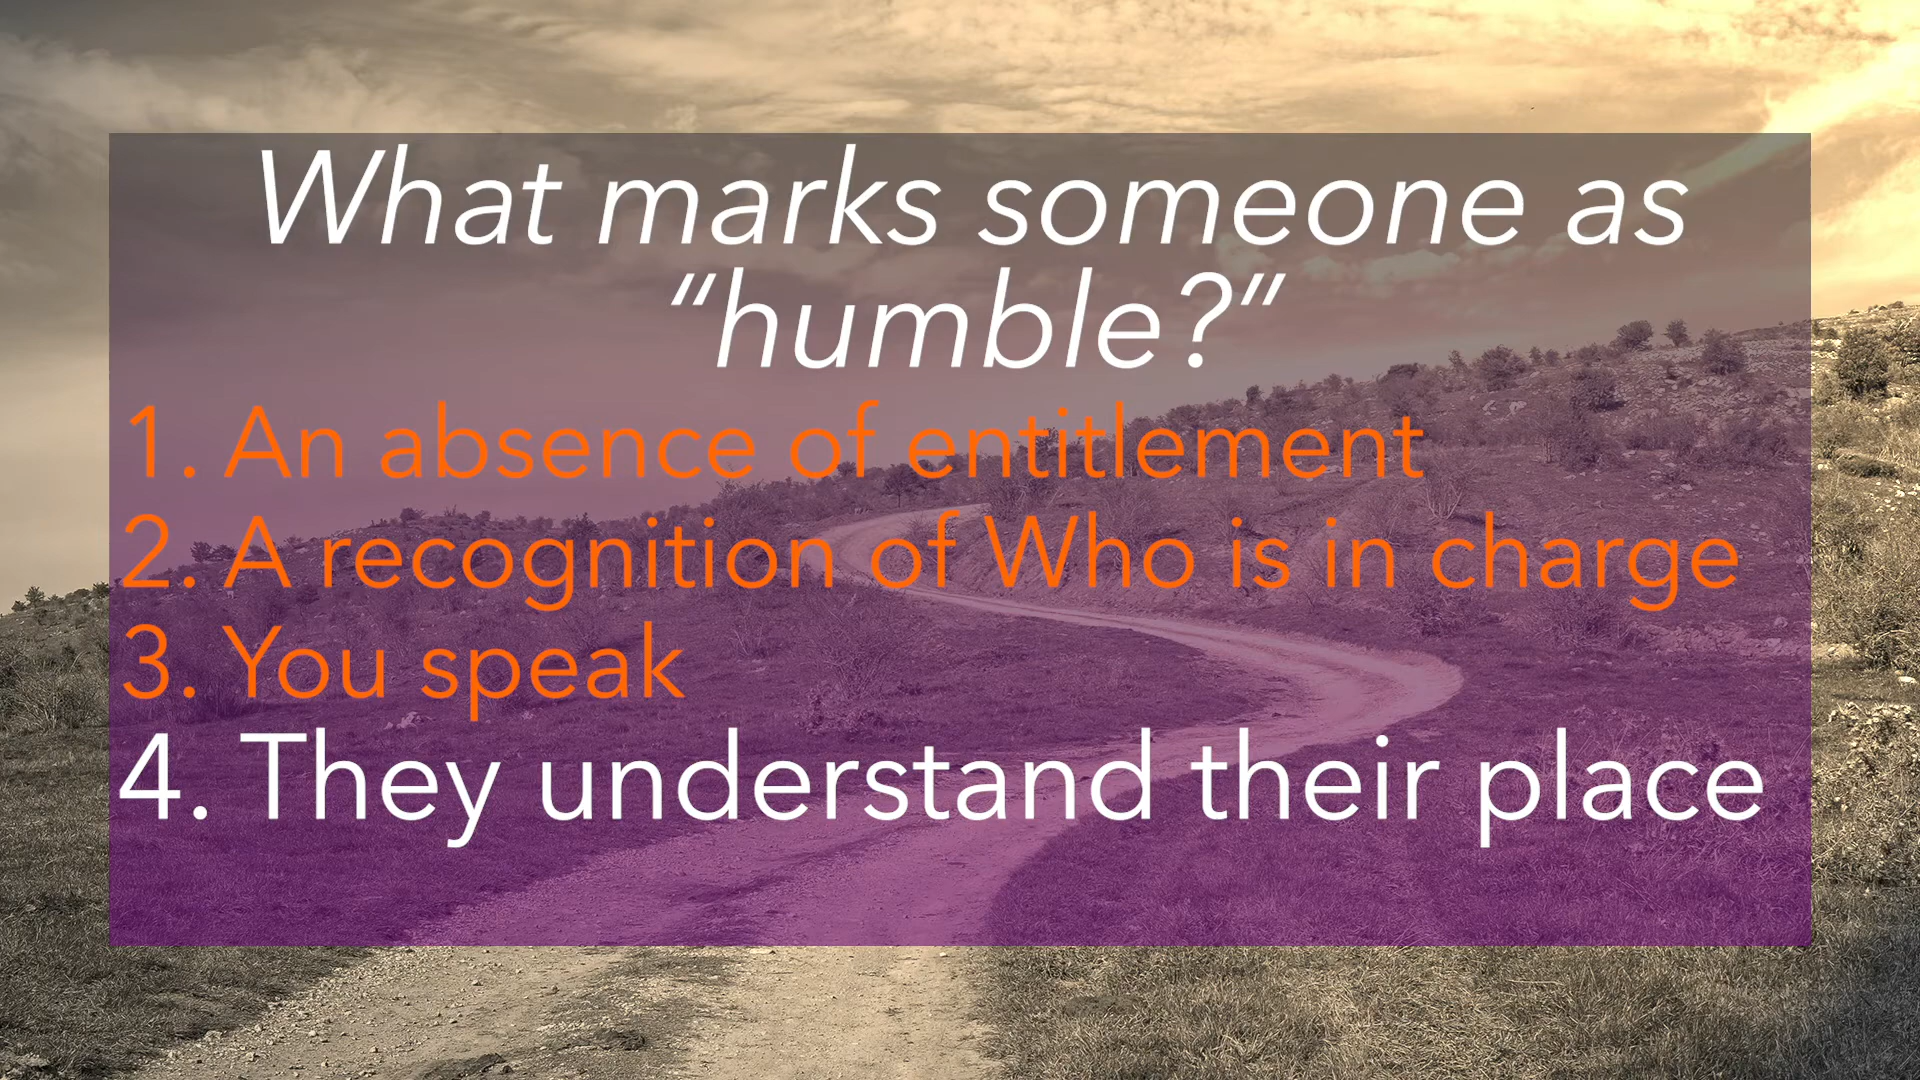 What marks someone as
“humble?”
1. An absence of entitlement
2. A recognition of Who is in charge
3. You speak
4. They understand their place